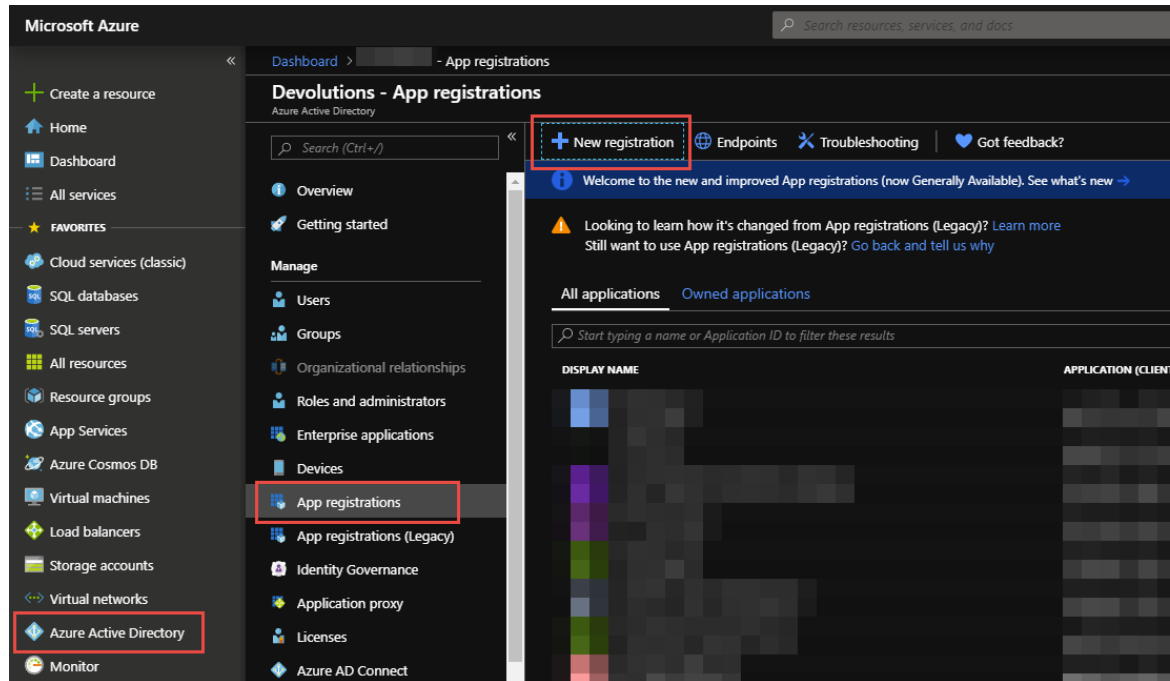 Microsoft Azure
Search resources, services, and docs
«
Create a resource
Home
Dashboard
All services
FAVORITES
Cloud services (classic)
SQL databases
SQL servers
All resources
Resource groups
App Services
Azure Cosmos DB
Virtual machines
Load balancers
Storage accounts
Virtual networks
Azure Active Directory
Monitor
Dashboard > - App registrations
Devolutions - App registrations
Azure Active Directory
Search (Ctrl+/)
«
Overview
Getting started
Manage
Users
Groups
Organizational relationships
Roles and administrators
Enterprise applications
Devices
App registrations
App registrations (Legacy)
Identity Governance
Application proxy
Licenses
Azure AD Connect
New registration Endpoints Troubleshooting Got feedback?
Welcome to the new and improved App registrations (now Generally Available). See what's new →
Looking to learn how it's changed from App registrations (Legacy)? Learn more
Still want to use App registrations (Legacy)? Go back and tell us why
All applications Owned applications
Start typing a name or Application ID to filter these results
DISPLAY NAME APPLICATION (CLIENT